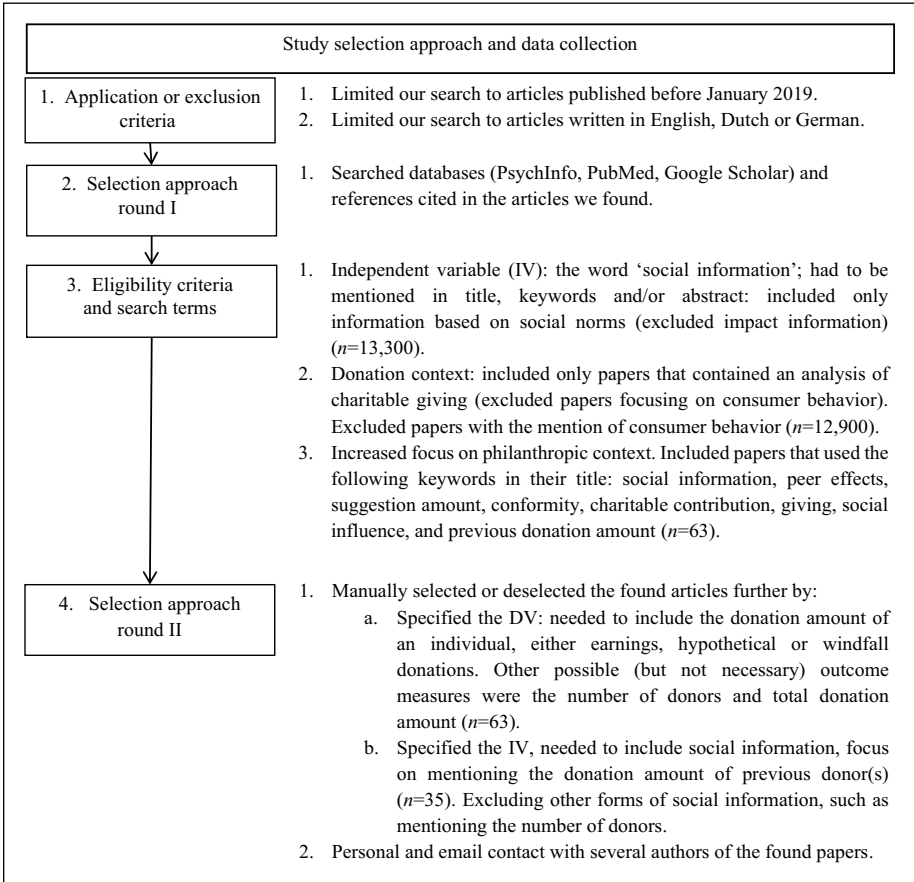 Study selection approach and data collection
1. Application or exclusion
criteria
1. Limited our search to articles published before January 2019.
2. Limited our search to articles written in English, Dutch or German.
2. Selection approach
round I
1. Searched databases (PsychInfo, PubMed, Google Scholar) and
references cited in the articles we found.
3. Eligibility criteria
and search terms
1. Independent variable (IV): the word ‘social information’; had to be
mentioned in title, keywords and/or abstract: included only
information based on social norms (excluded impact information)
(n=13,300).
2. Donation context: included only papers that contained an analysis of
charitable giving (excluded papers focusing on consumer behavior).
Excluded papers with the mention of consumer behavior (n=12,900).
3. Increased focus on philanthropic context. Included papers that used the
following keywords in their title: social information, peer effects,
suggestion amount, conformity, charitable contribution, giving, social
influence, and previous donation amount (n=63).
4. Selection approach
round II
1. Manually selected or deselected the found articles further by:
a. Specified the DV: needed to include the donation amount of
an individual, either earnings, hypothetical or windfall
donations. Other possible (but not necessary) outcome
measures were the number of donors and total donation
amount (n=63).
b. Specified the IV, needed to include social information, focus
on mentioning the donation amount of previous donor(s)
(n=35). Excluding other forms of social information, such as
mentioning the number of donors.
2. Personal and email contact with several authors of the found papers.